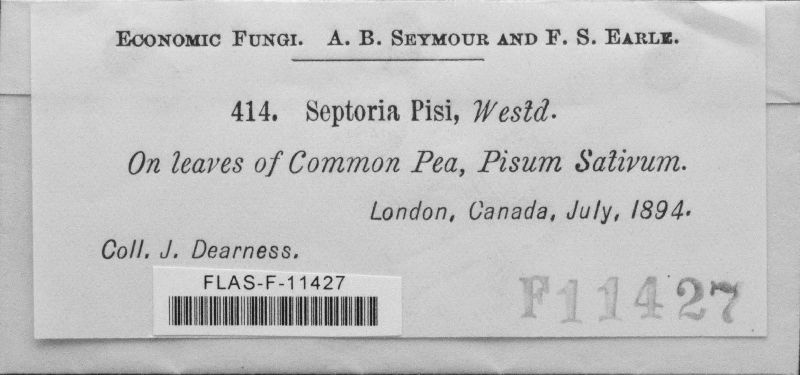 Economic Fungi. A. B. Seymour and F. S. Earle.
414. Septoria Pisi, Westd.
On leaves of Common Pea, Pisum Sativum.
London, Canada, July, 1894.
Coll. J. Dearness.
FLAS-F-11427
F11427